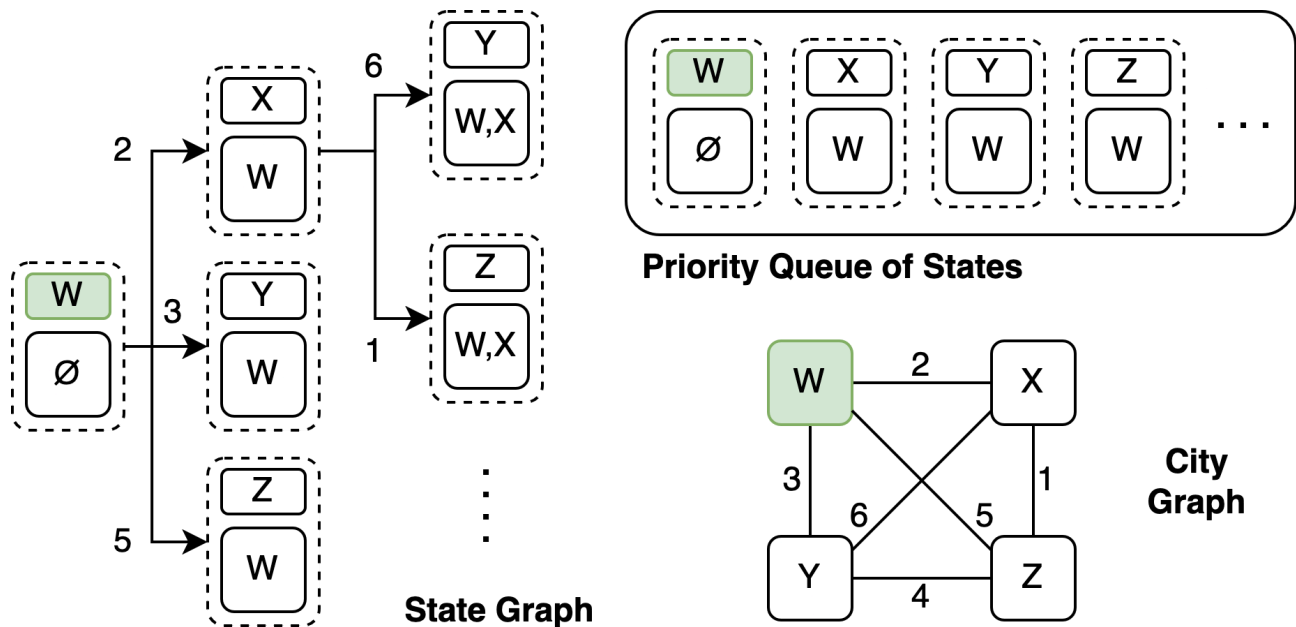 Y
6
W,X
X
2
W
Z
W,X
1
W
Ø
3
Y
W
Z
5
W
State Graph
W X Y Z
Ø W W W . . .
Priority Queue of States
W 2 X
3 6 5 1
Y 4 Z
City
Graph